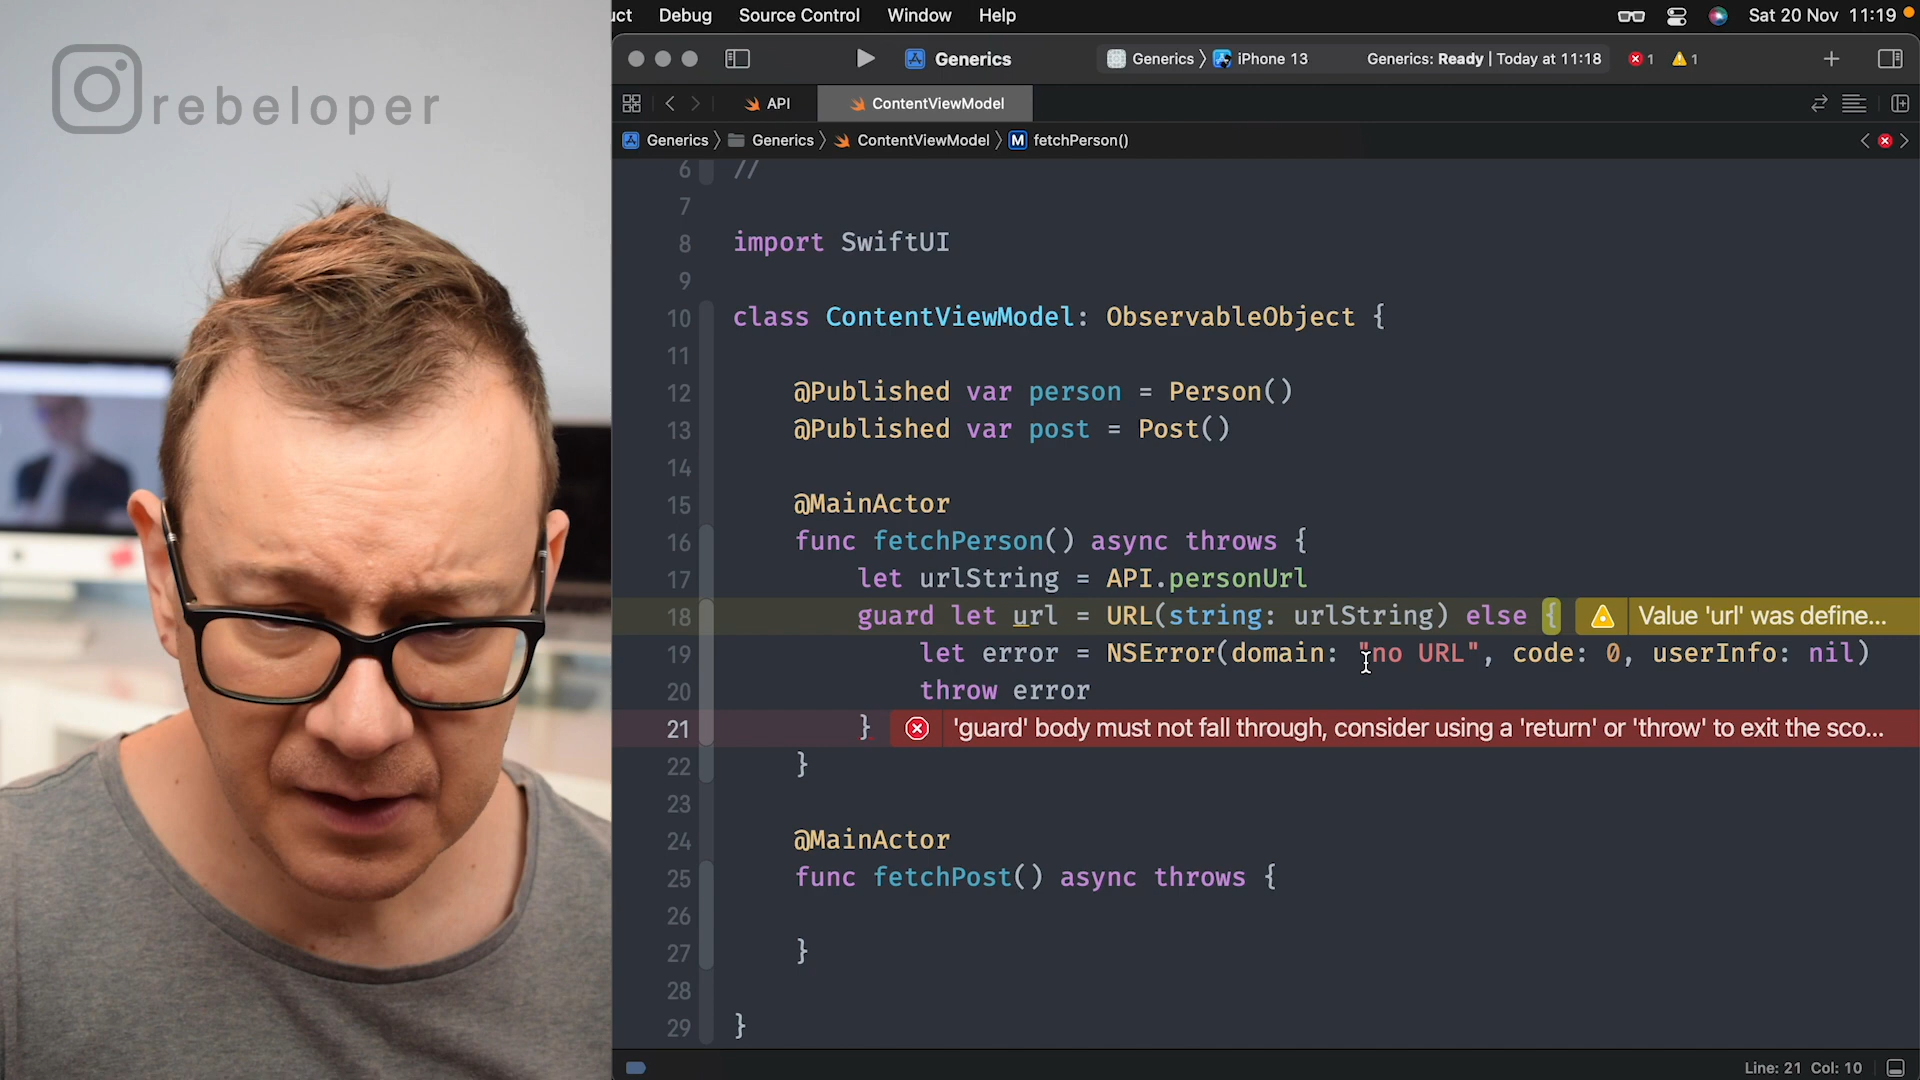 uct Debug Source Control Window Help Sat 20 Nov 11:19
rebeloper
Generics Generics iPhone 13 Generics: Ready | Today at 11:18 1 1
API ContentViewModel
Generics Generics ContentViewModel M fetchPerson()
6 //
7
8 import SwiftUI
9
10 class ContentViewModel: ObservableObject {
11
12 @Published var person = Person()
13 @Published var post = Post()
14
15 @MainActor
16 func fetchPerson() async throws {
17 let urlString = API.personUrl
18 guard let url = URL(string: urlString) else { Value 'url' was define...
19 let error = NSError(domain: "no URL", code: 0, userInfo: nil)
20 throw error
21 } 'guard' body must not fall through, consider using a 'return' or 'throw' to exit the sco...
22 }
23
24 @MainActor
25 func fetchPost() async throws {
26
27 }
28
29 }
Line: 21 Col: 10